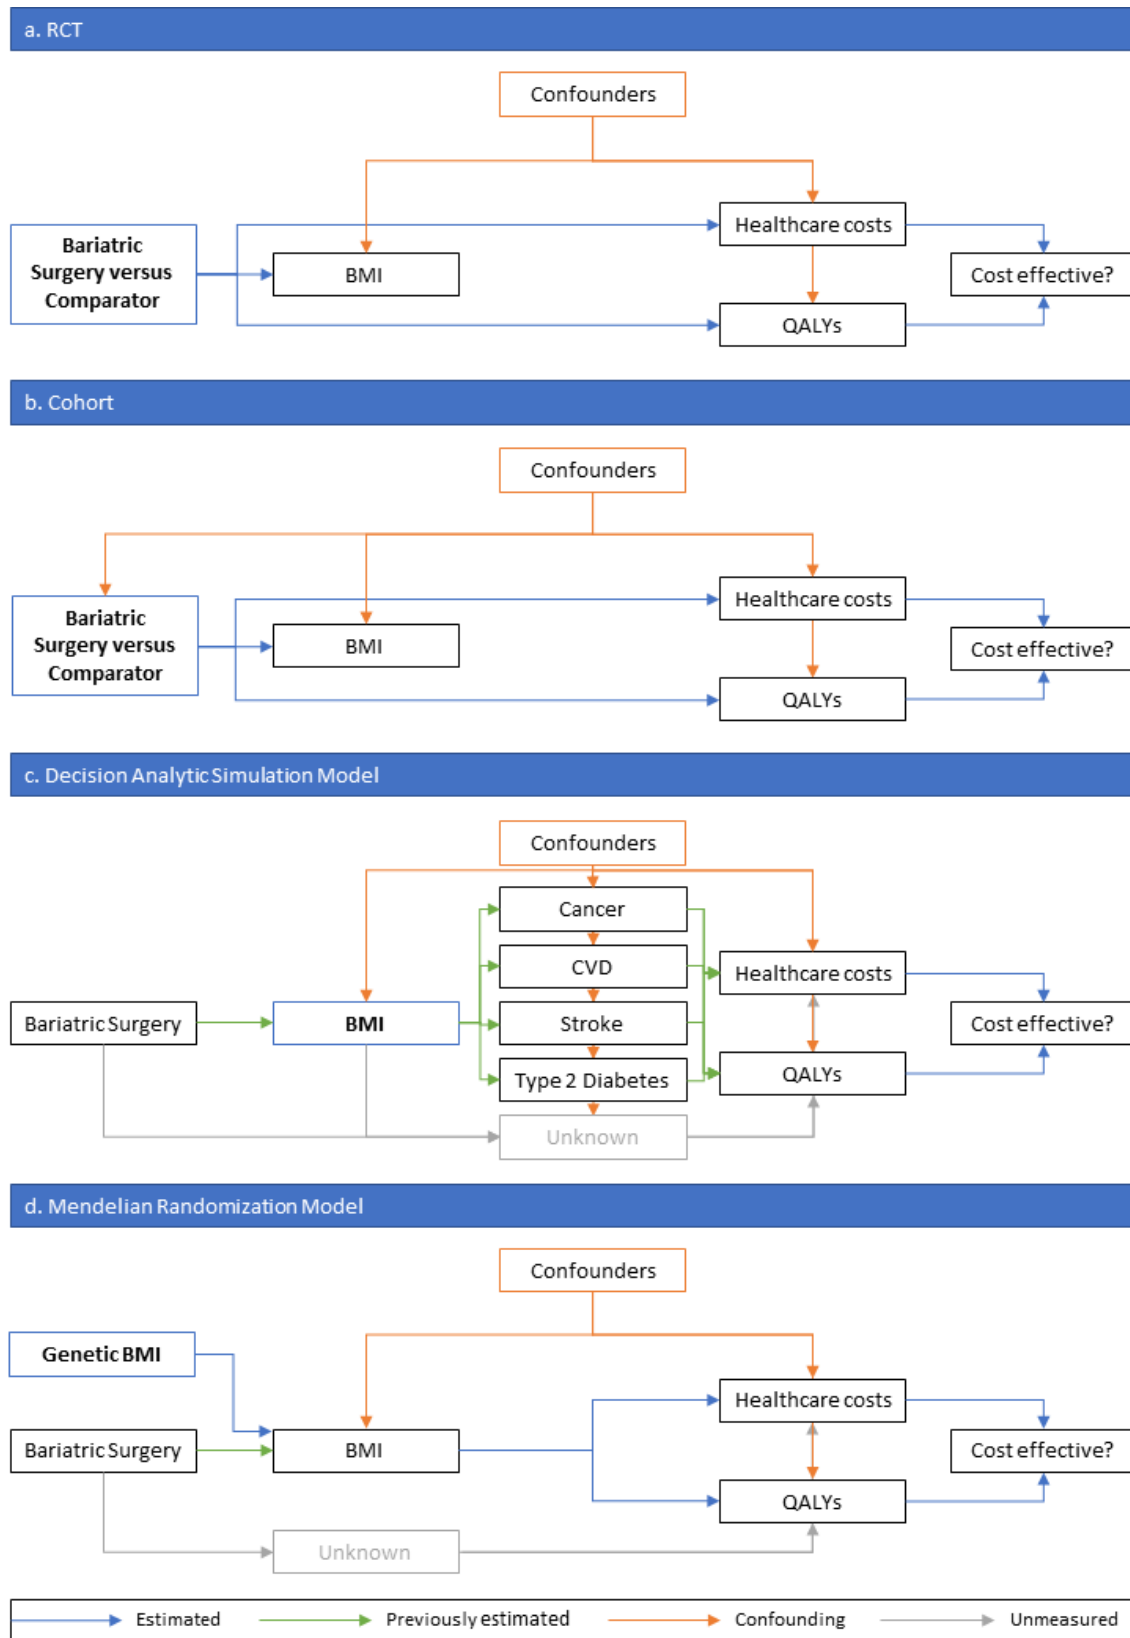 a. RCT
Confounders
Healthcare costs
Bariatric
Surgery versus
Comparator
BMI
Cost effective?
QALYs
b. Cohort
Confounders
Healthcare costs
Bariatric
Surgery versus
Comparator
BMI
Cost effective?
QALYs
c. Decision Analytic Simulation Model
Confounders
Cancer
CVD
Healthcare costs
Bariatric Surgery
BMI
Stroke
Cost effective?
Type 2 Diabetes
QALYs
Unknown
d. Mendelian Randomization Model
Confounders
Genetic BMI
Healthcare costs
Bariatric Surgery
BMI
Cost effective?
QALYs
Unknown
Estimated
Previously estimated
Confounding
Unmeasured